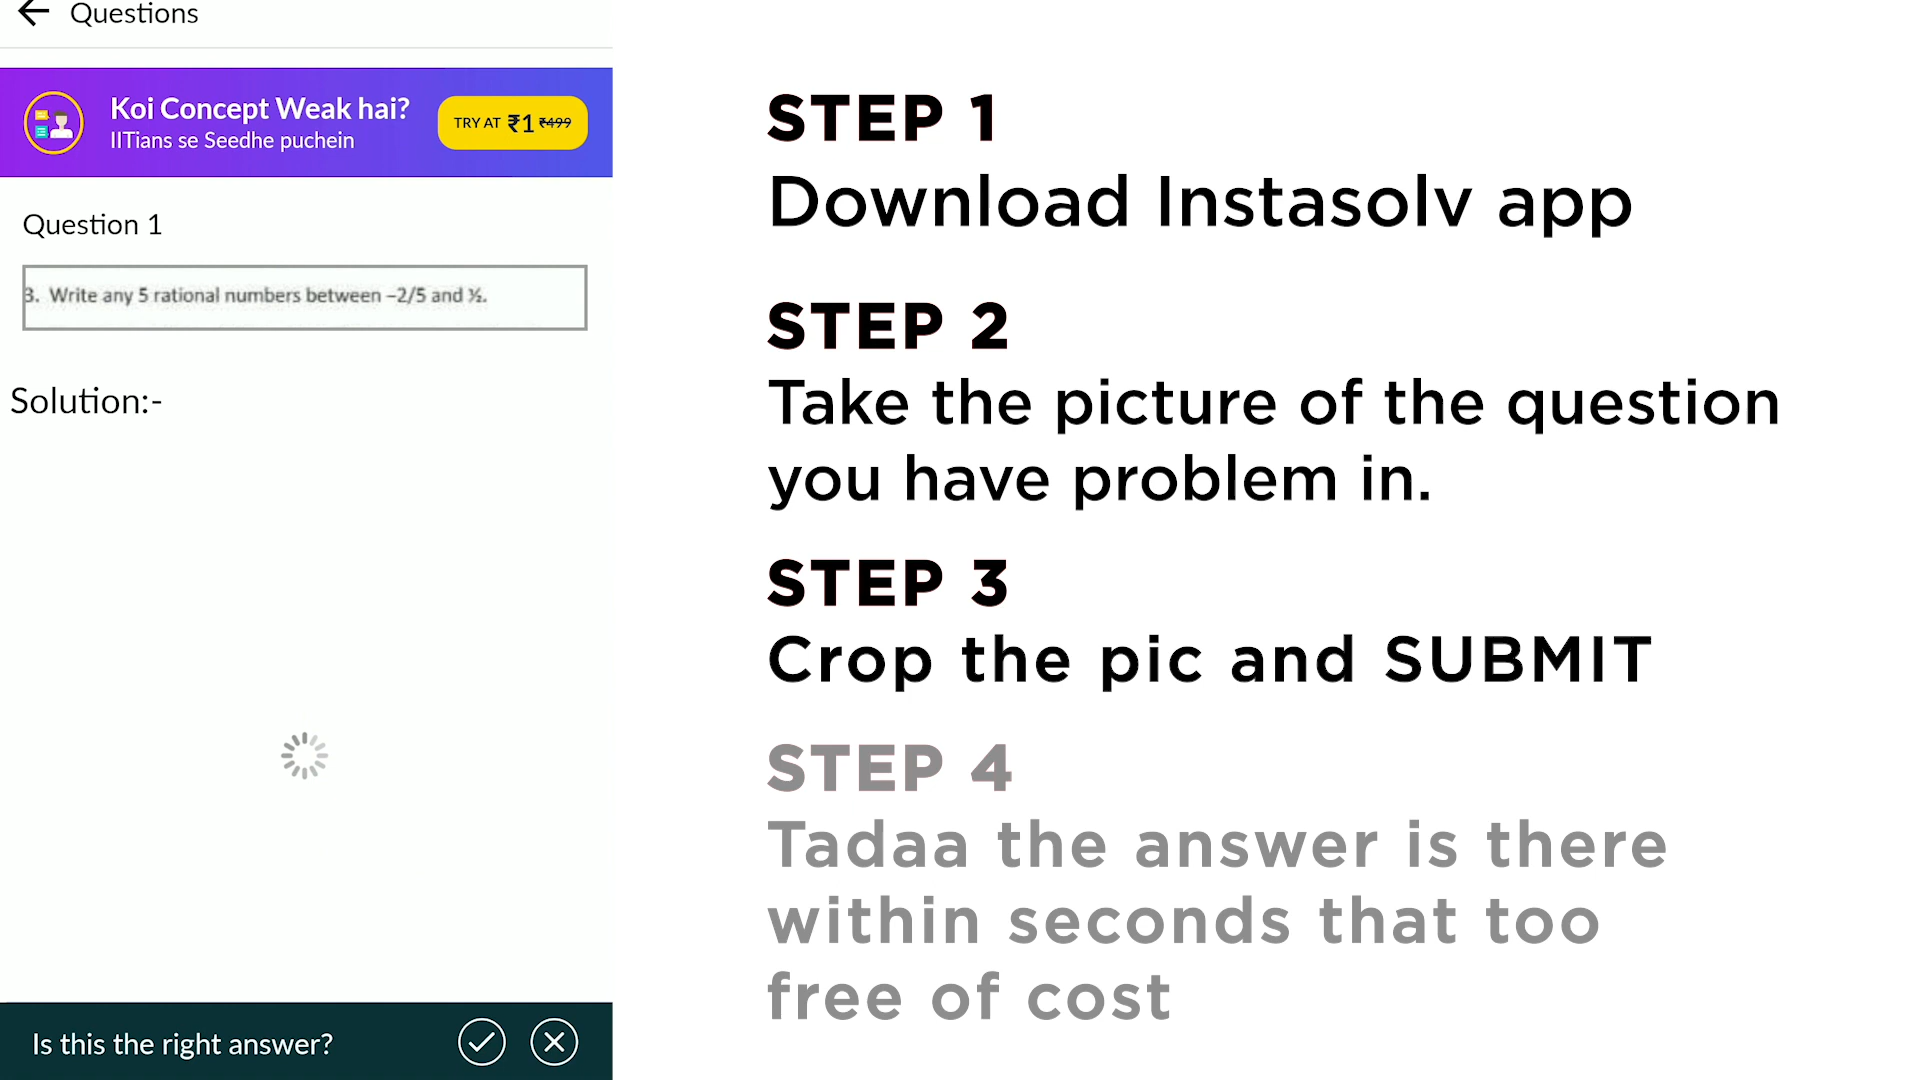 Questions
Koi Concept Weak hai?
IITians se Seedhe puchein
TRY AT ₹1 ₹499
Question 1
3. Write any 5 rational numbers between –2/5 and ½.
Solution:-
Is this the right answer?
STEP 1
Download Instasolv app
STEP 2
Take the picture of the question
you have problem in.
STEP 3
Crop the pic and SUBMIT
STEP 4
Tadaa the answer is there
within seconds that too
free of cost